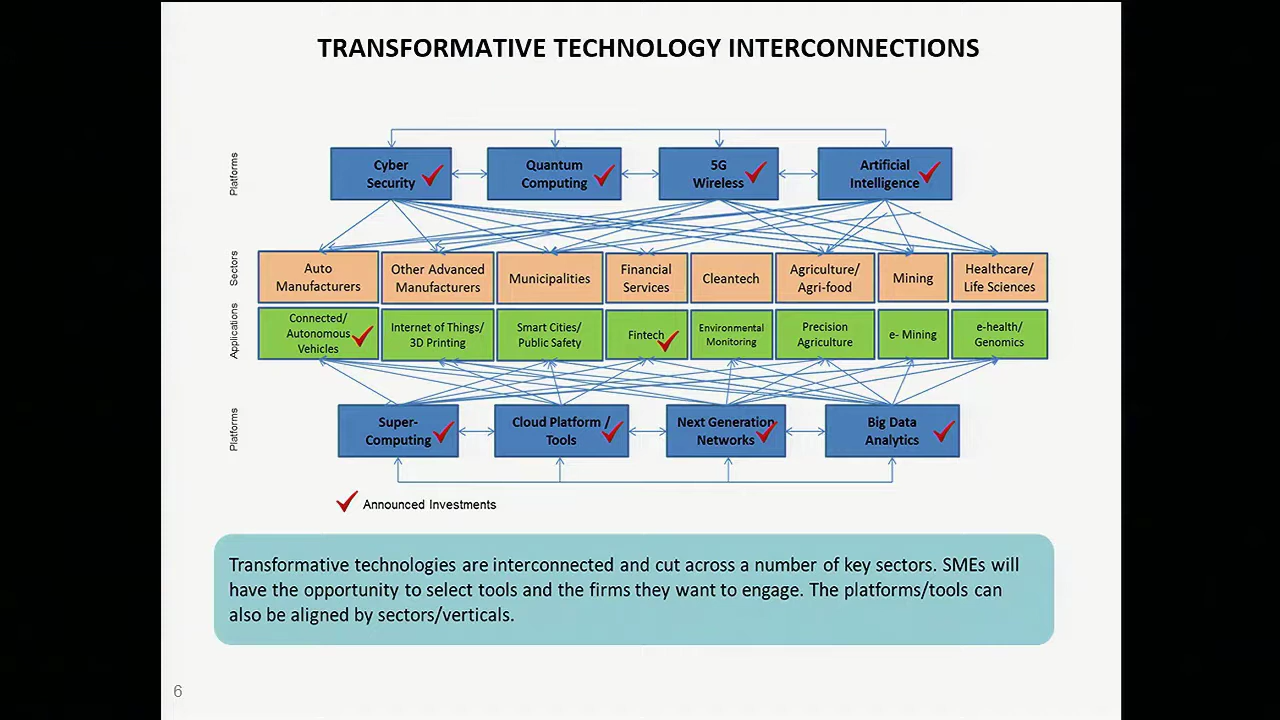 TRANSFORMATIVE TECHNOLOGY INTERCONNECTIONS
Platforms
Cyber
Security
Quantum
Computing
5G
Wireless
Artificial
Intelligence
Sectors
Auto
Manufacturers
Other Advanced
Manufacturers
Municipalities
Financial
Services
Cleantech
Agriculture/
Agri-food
Mining
Healthcare/
Life Sciences
Applications
Connected/
Autonomous
Vehicles
Internet of Things/
3D Printing
Smart Cities/
Public Safety
Fintech
Environmental
Monitoring
Precision
Agriculture
e- Mining
e-health/
Genomics
Platforms
Super-
Computing
Cloud Platform /
Tools
Next Generation
Networks
Big Data
Analytics
Announced Investments
Transformative technologies are interconnected and cut across a number of key sectors. SMEs will
have the opportunity to select tools and the firms they want to engage. The platforms/tools can
also be aligned by sectors/verticals.
6